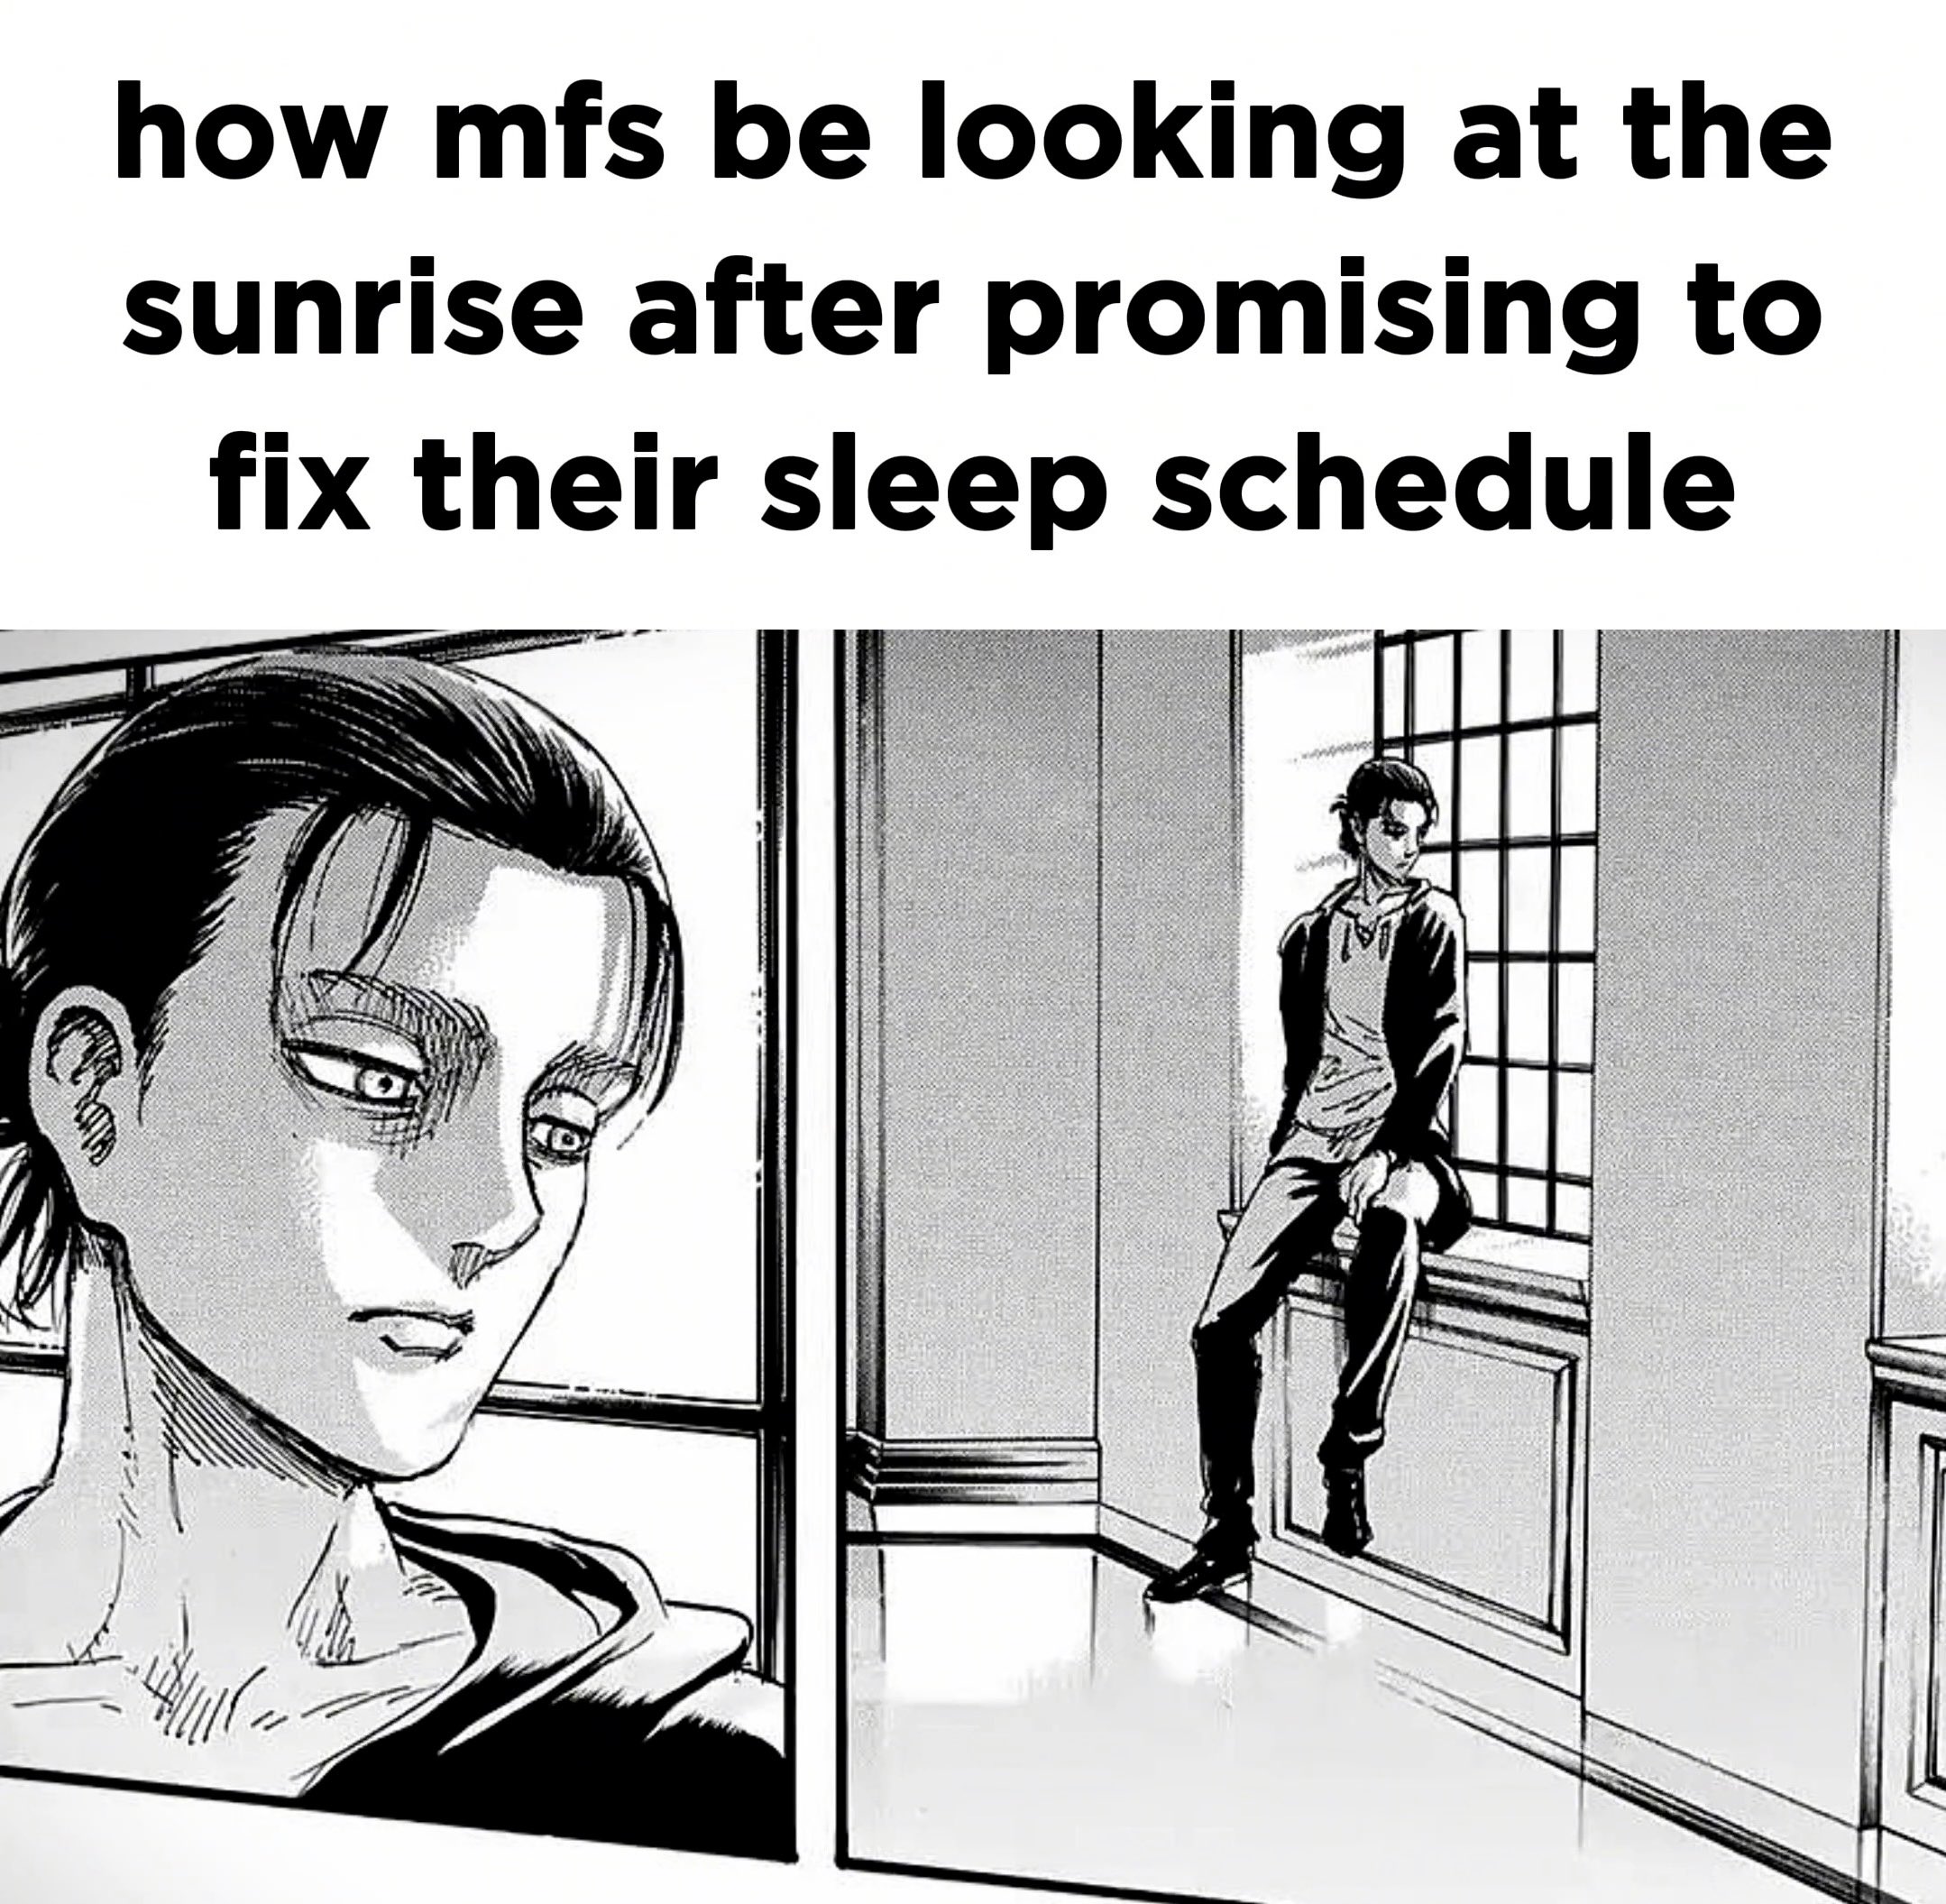 how mfs be looking at the
sunrise after promising to
fix their sleep schedule